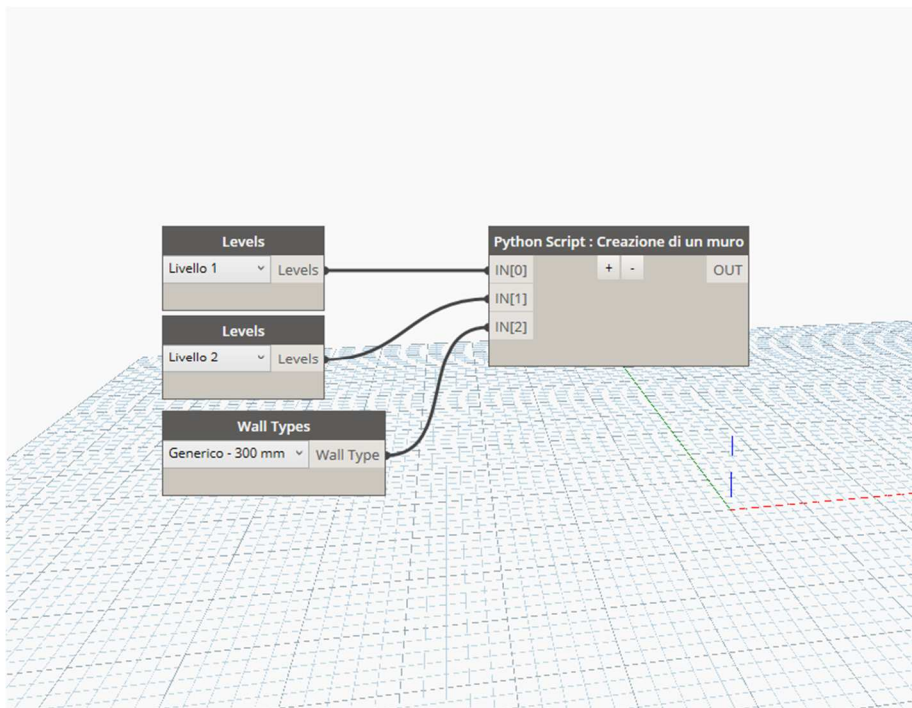 Levels
Livello 1 Levels
Levels
Livello 2 Levels
Wall Types
Generico - 300 mm Wall Type
Python Script : Creazione di un muro
IN[0] + - OUT
IN[1]
IN[2]